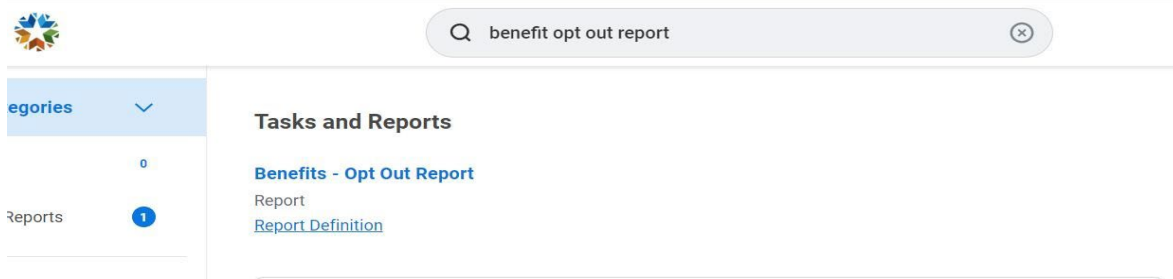 benefit opt out report
egories
0
Reports
1
Tasks and Reports
Benefits - Opt Out Report
Report
Report Definition